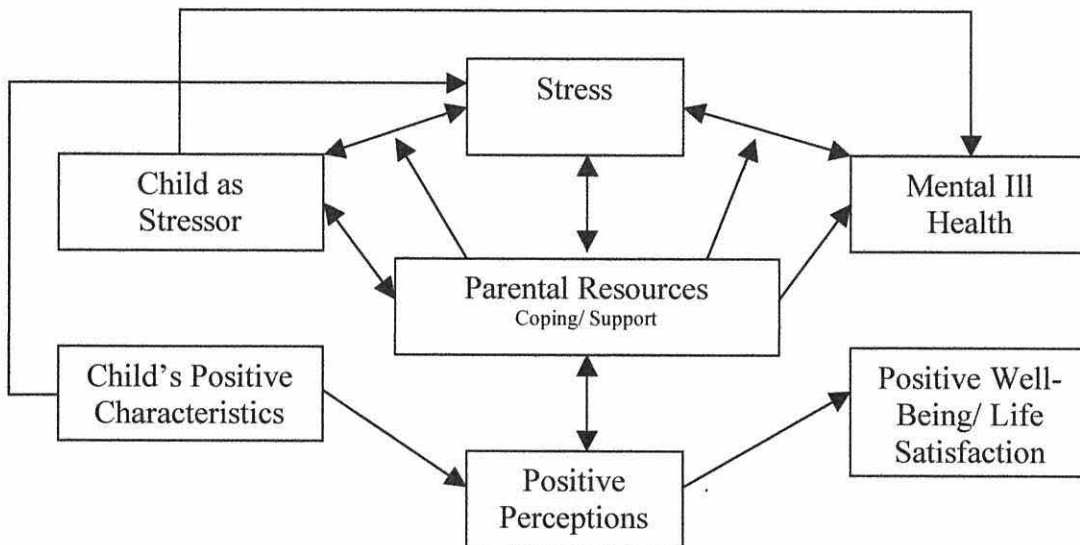 Stress
Child as
Stressor
Mental Ill
Health
Parental Resources
Coping/ Support
Child's Positive
Characteristics
Positive Well-
Being/ Life
Satisfaction
Positive
Perceptions